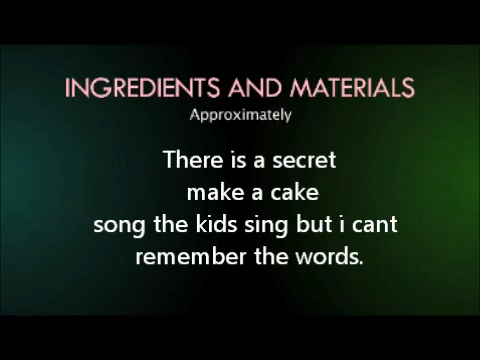 INGREDIENTS AND MATERIALS
Approximately
There is a secret
make a cake
song the kids sing but i cant
remember the words.